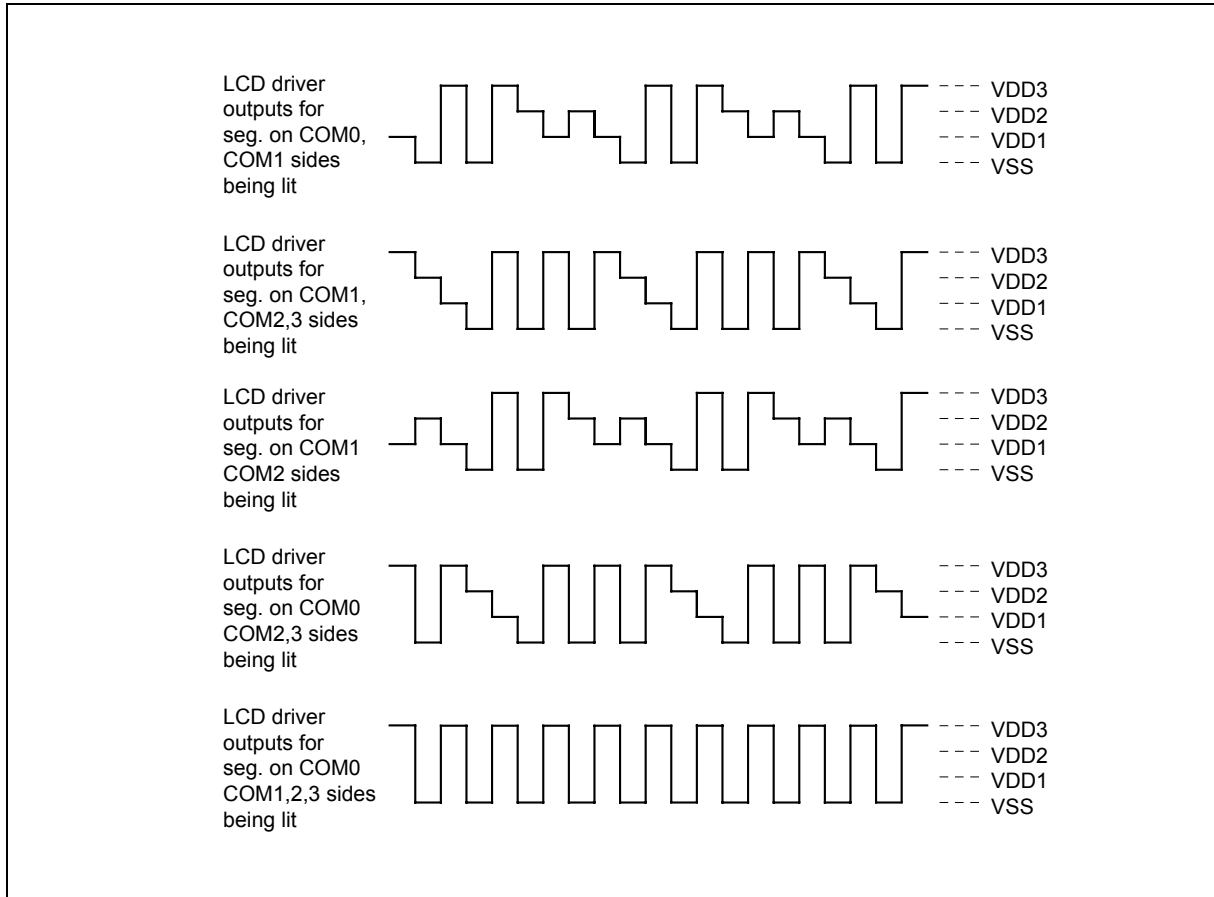 LCD driver
outputs for
seg. on COM0,
COM1 sides
being lit
VDD3
VDD2
VDD1
VSS
LCD driver
outputs for
seg. on COM1,
COM2,3 sides
being lit
VDD3
VDD2
VDD1
VSS
LCD driver
outputs for
seg. on COM1
COM2 sides
being lit
VDD3
VDD2
VDD1
VSS
LCD driver
outputs for
seg. on COM0
COM2,3 sides
being lit
VDD3
VDD2
VDD1
VSS
LCD driver
outputs for
seg. on COM0
COM1,2,3 sides
being lit
VDD3
VDD2
VDD1
VSS